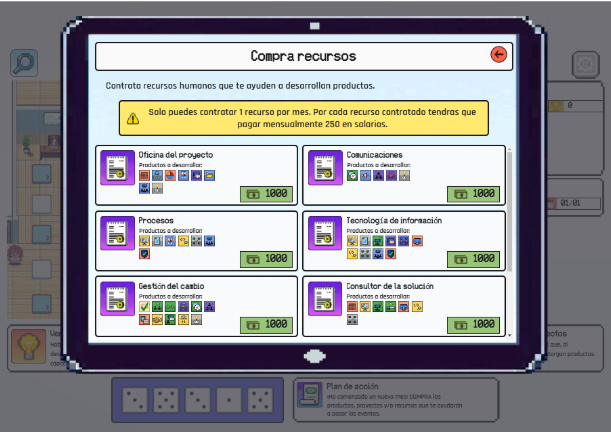 Compra recursos
Contrata recursos humanos que te ayuden a desarrollar productos.
Solo puedes contratar 1 recurso por mes. Por cada recurso contratado tendras que
pagar mensualmente 250 en salarios.
Oficina del proyecto
Productos a desarrollar:
1000
Comunicaciones
Productos a desarrollar:
1000
Procesos
Productos a desarrollar:
1000
Tecnología de información
Productos a desarrollar:
1000
Gestión del cambio
Productos a desarrollar:
1000
Consultor de la solución
Productos a desarrollar:
1000
0
01/01
Plan de acción
¡Ha comenzado un nuevo mes! COMPRA los
productos, proyectos y/o recursos que te ayudarán
a pasar los eventos.